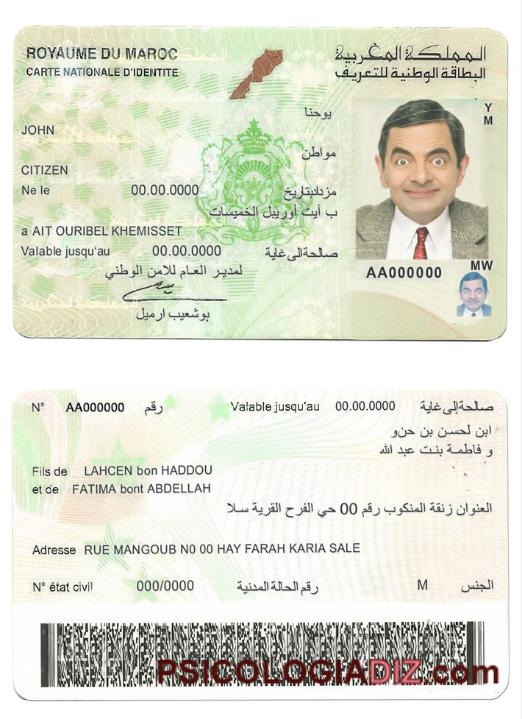 ROYAUME DU MAROC المملكة المغربية
CARTE NATIONALE D'IDENTITE البطاقة الوطنية للتعريف
يوحنا
JOHN
Y
M
مواطن
CITIZEN
Ne le 00.00.0000 مزداد بتاريخ
ب أيت أوريبل الخميسات
a AIT OURIBEL KHEMISSET
Valable jusqu'au 00.00.0000 صالحة إلى غاية
لمدير العام للامن الوطني
بوشعيب ارميل
AA000000
MW
N° AA000000 رقم Valable jusqu'au 00.00.0000 صالحة إلى غاية
ابن لحسن بن حدو
و فاطمة بنت عبد الله
Fils de LAHCEN bon HADDOU
et de FATIMA bont ABDELLAH
العنوان زنقة المنكوب رقم 00 حي الفرح القرية سلا
Adresse RUE MANGOUB N0 00 HAY FARAH KARIA SALE
N° état civil 000/0000 رقم الحالة المدنية M الجنس
PSICOLOGIADIZ.com